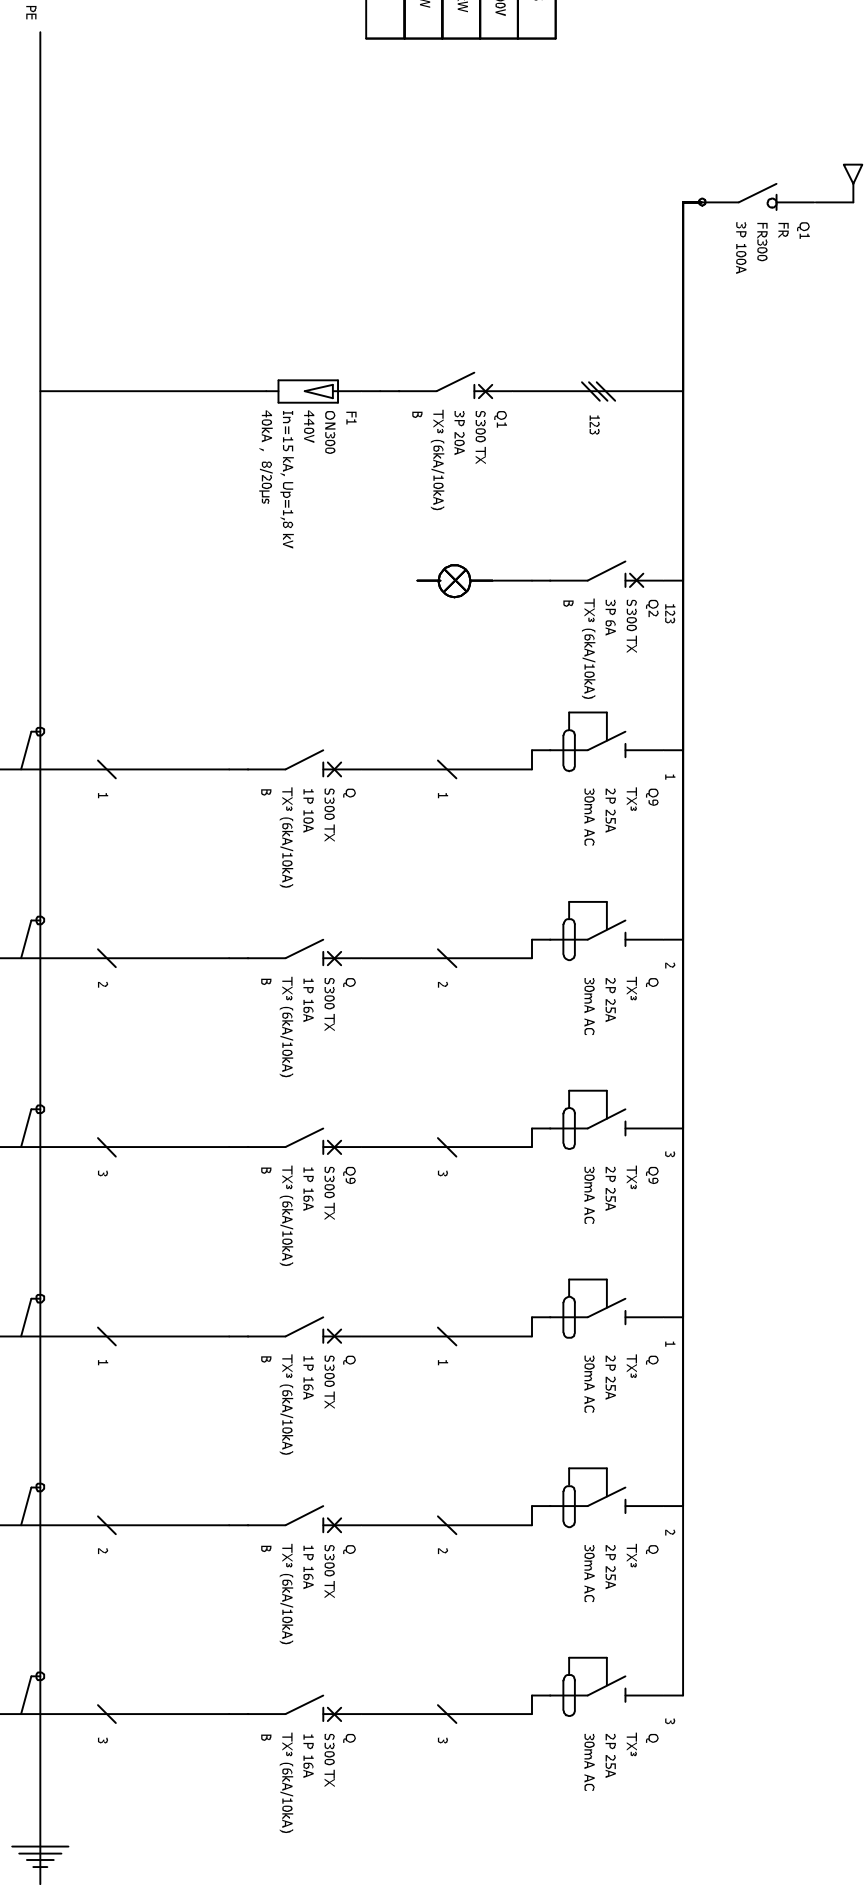 PE
00V
W
W
Q1
FR
FR300
3P 100A
123
Q1
S300 TX
3P 20A
TX³ (6kA/10kA)
B
F1
ON300
440V
In=15 kA, Up=1,8 kV
40kA , 8/20µs
123
Q2
S300 TX
3P 6A
TX³ (6kA/10kA)
B
1
Q9
TX³
2P 25A
30mA AC
1
Q
S300 TX
1P 10A
TX³ (6kA/10kA)
B
1
2
Q
TX³
2P 25A
30mA AC
2
Q
S300 TX
1P 16A
TX³ (6kA/10kA)
B
2
3
Q9
TX³
2P 25A
30mA AC
3
Q9
S300 TX
1P 16A
TX³ (6kA/10kA)
B
3
1
Q
TX³
2P 25A
30mA AC
1
Q
S300 TX
1P 16A
TX³ (6kA/10kA)
B
1
2
Q
TX³
2P 25A
30mA AC
2
Q
S300 TX
1P 16A
TX³ (6kA/10kA)
B
2
3
Q
TX³
2P 25A
30mA AC
3
Q
S300 TX
1P 16A
TX³ (6kA/10kA)
B
3